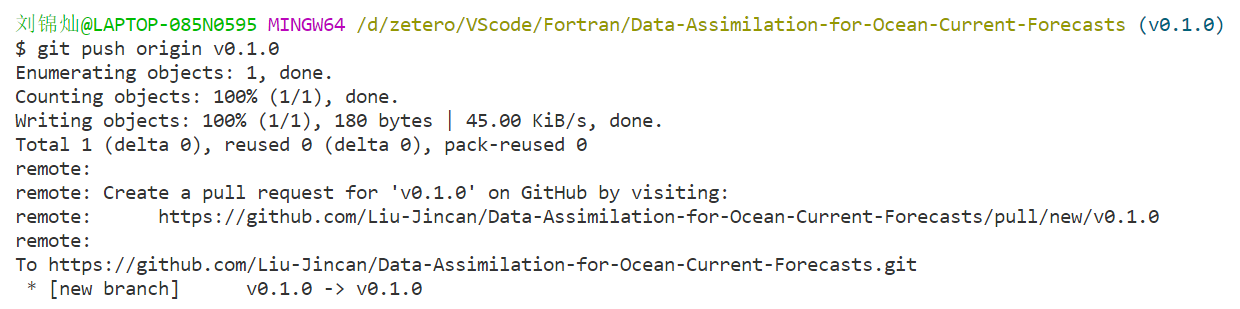 刘锦灿@LAPTOP-085N0595 MINGW64 /d/zetero/VScode/Fortran/Data-Assimilation-for-Ocean-Current-Forecasts (v0.1.0)
$ git push origin v0.1.0
Enumerating objects: 1, done.
Counting objects: 100% (1/1), done.
Writing objects: 100% (1/1), 180 bytes | 45.00 KiB/s, done.
Total 1 (delta 0), reused 0 (delta 0), pack-reused 0
remote:
remote: Create a pull request for 'v0.1.0' on GitHub by visiting:
remote:      https://github.com/Liu-Jincan/Data-Assimilation-for-Ocean-Current-Forecasts/pull/new/v0.1.0
remote:
To https://github.com/Liu-Jincan/Data-Assimilation-for-Ocean-Current-Forecasts.git
 * [new branch]      v0.1.0 -> v0.1.0